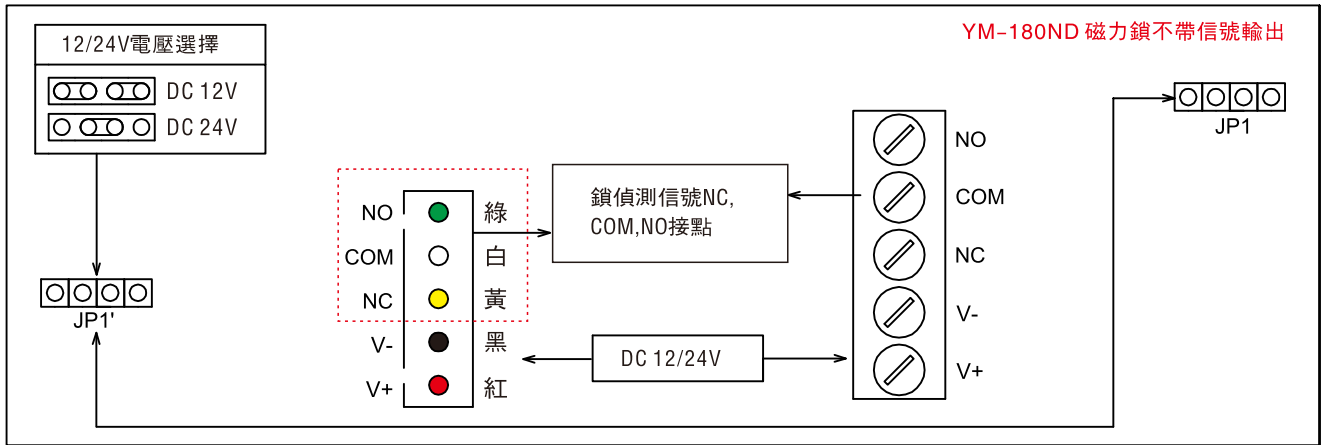 12/24V電壓選擇
DC 12V
DC 24V
YM-180ND 磁力鎖不帶信號輸出
JP1
NO 綠
COM 白
NC 黃
V- 黑
V+ 紅
鎖偵測信號NC,
COM,NO接點
DC 12/24V
NO
COM
NC
V-
V+
JP1'